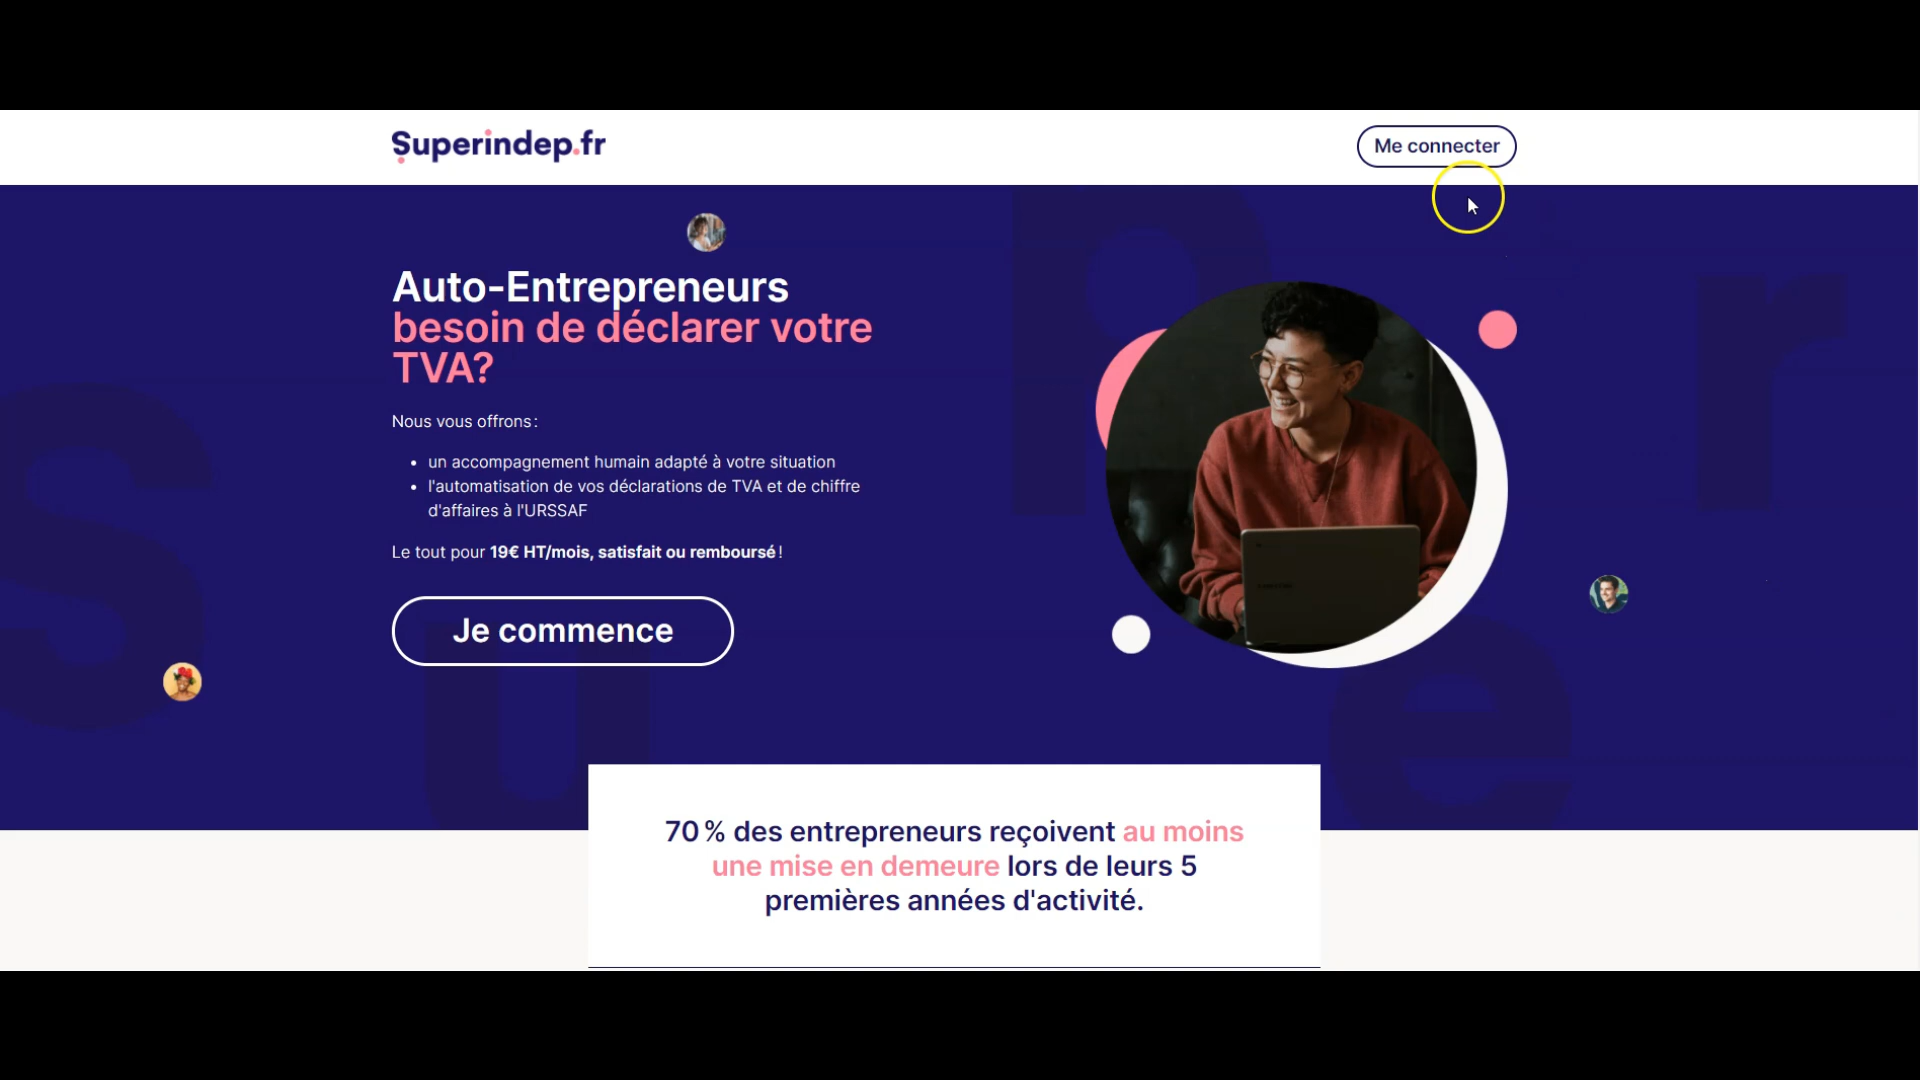 Superindep.fr
Me connecter
Auto-Entrepreneurs
besoin de déclarer votre
TVA?
Nous vous offrons :
• un accompagnement humain adapté à votre situation
• l'automatisation de vos déclarations de TVA et de chiffre
d'affaires à l'URSSAF
Le tout pour 19€ HT/mois, satisfait ou remboursé !
Je commence
70 % des entrepreneurs reçoivent au moins
une mise en demeure lors de leurs 5
premières années d'activité.